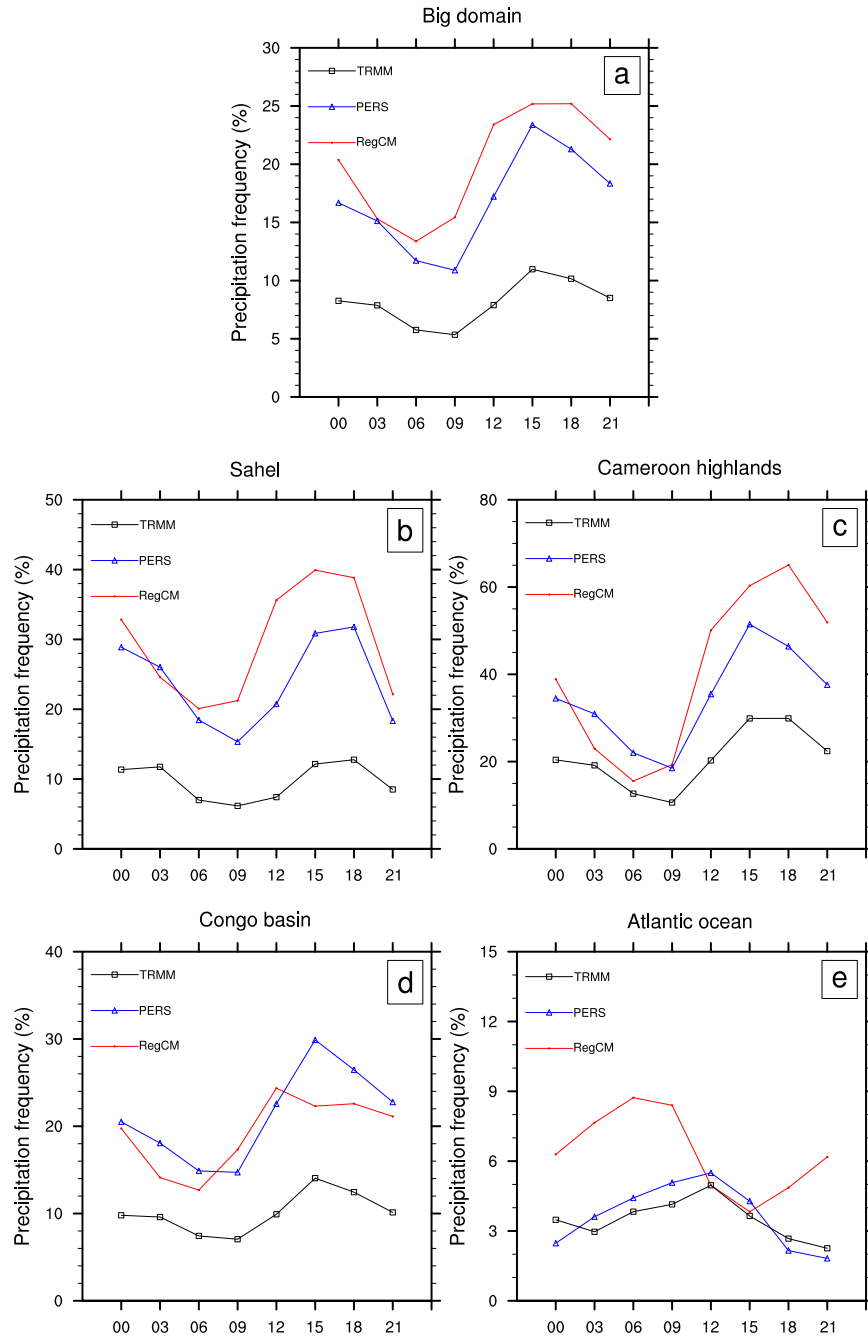 Big domain
a
TRMM
PERS
RegCM
Precipitation frequency (%)
30
25
20
15
10
5
0
00 03 06 09 12 15 18 21
Sahel
b
TRMM
PERS
RegCM
Precipitation frequency (%)
50
40
30
20
10
0
00 03 06 09 12 15 18 21
Cameroon highlands
c
TRMM
PERS
RegCM
Precipitation frequency (%)
80
60
40
20
0
00 03 06 09 12 15 18 21
Congo basin
d
TRMM
PERS
RegCM
Precipitation frequency (%)
40
30
20
10
0
00 03 06 09 12 15 18 21
Atlantic ocean
e
TRMM
PERS
RegCM
Precipitation frequency (%)
15
12
9
6
3
0
00 03 06 09 12 15 18 21